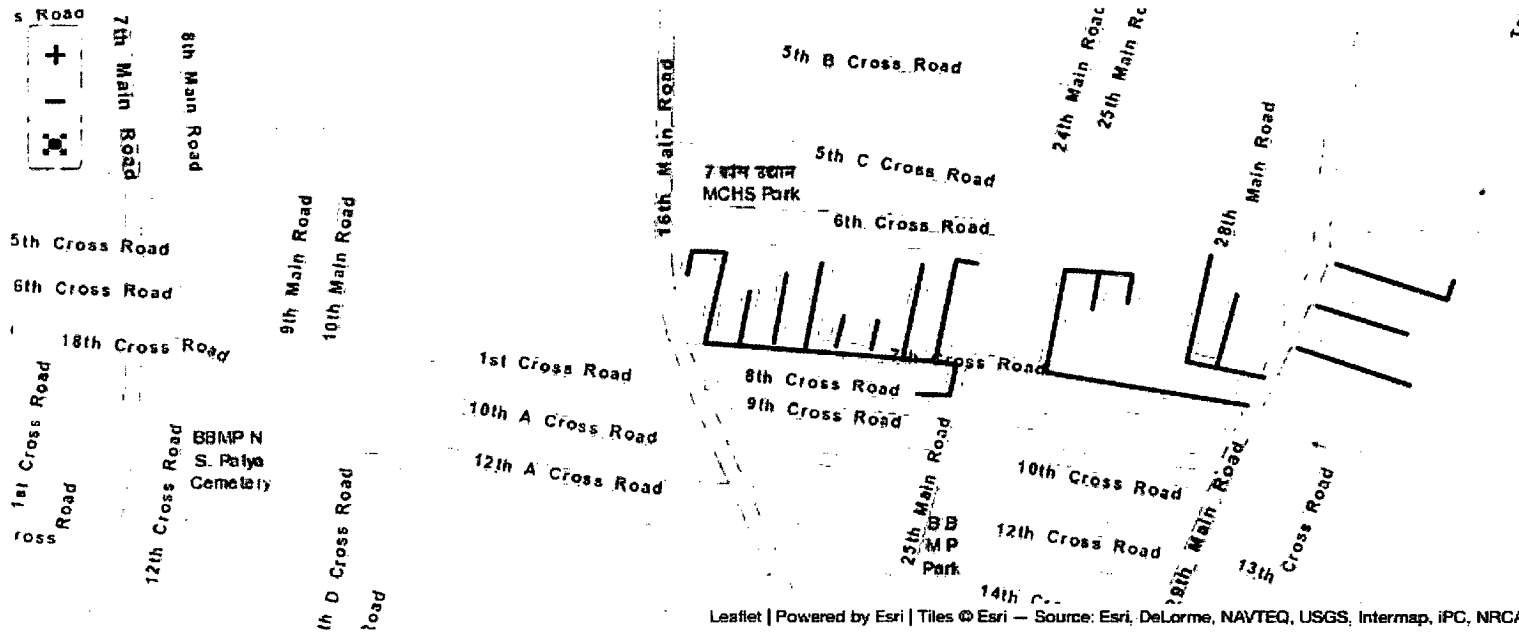 s Road
7th Main Road
8th Main Road
5th B Cross Road
24th Main Road
25th Main R
16th Main Road
5th C Cross Road
MCHS Park
28th Main Road
6th Cross Road
9th Main Road
10th Main Road
5th Cross Road
6th Cross Road
18th Cross Road
1st Cross Road
1st Cross Road
Cross Road
8th Cross Road
9th Cross Road
10th A Cross Road
12th A Cross Road
BBMP N
S. Palya
Cemetery
12th Cross Road
ross Road
th D Cross Road
Road
25th Main Road
BB
MP
Park
10th Cross Road
12th Cross Road
29th Main Road
13th Cross Road
14th
Leaflet | Powered by Esri | Tiles © Esri — Source: Esri, DeLorme, NAVTEQ, USGS, Intermap, iPC, NRCA